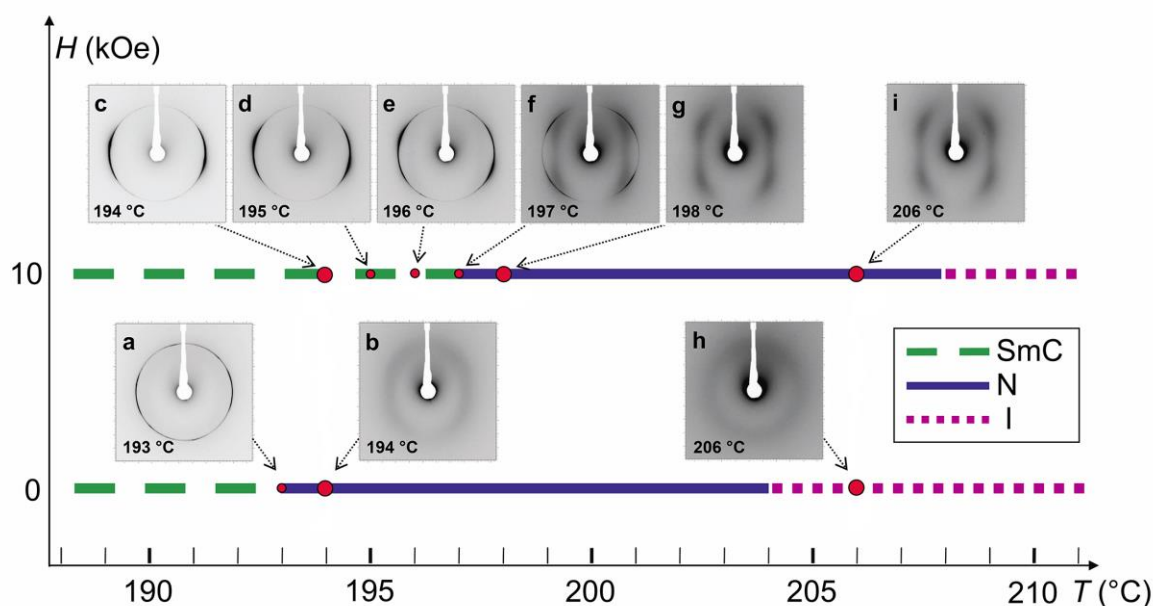 H (kOe)
c
d
e
f
g
i
194 °C
195 °C
196 °C
197 °C
198 °C
206 °C
10
a
b
h
193 °C
194 °C
206 °C
SmC
N
I
0
190
195
200
205
210
T (°C)